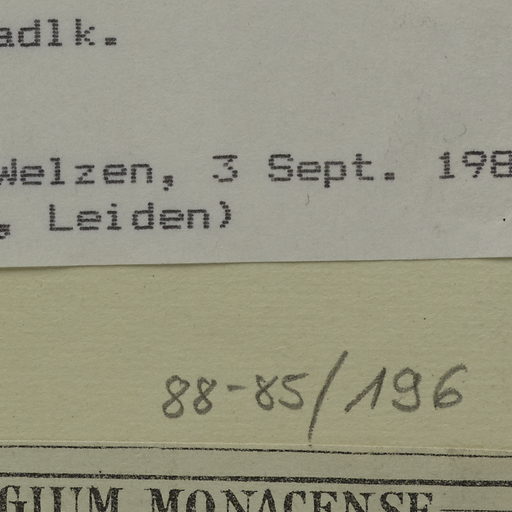 adlk.
Welzen, 3 Sept. 198
, Leiden)
88-85/196
GIUM MONACENSE